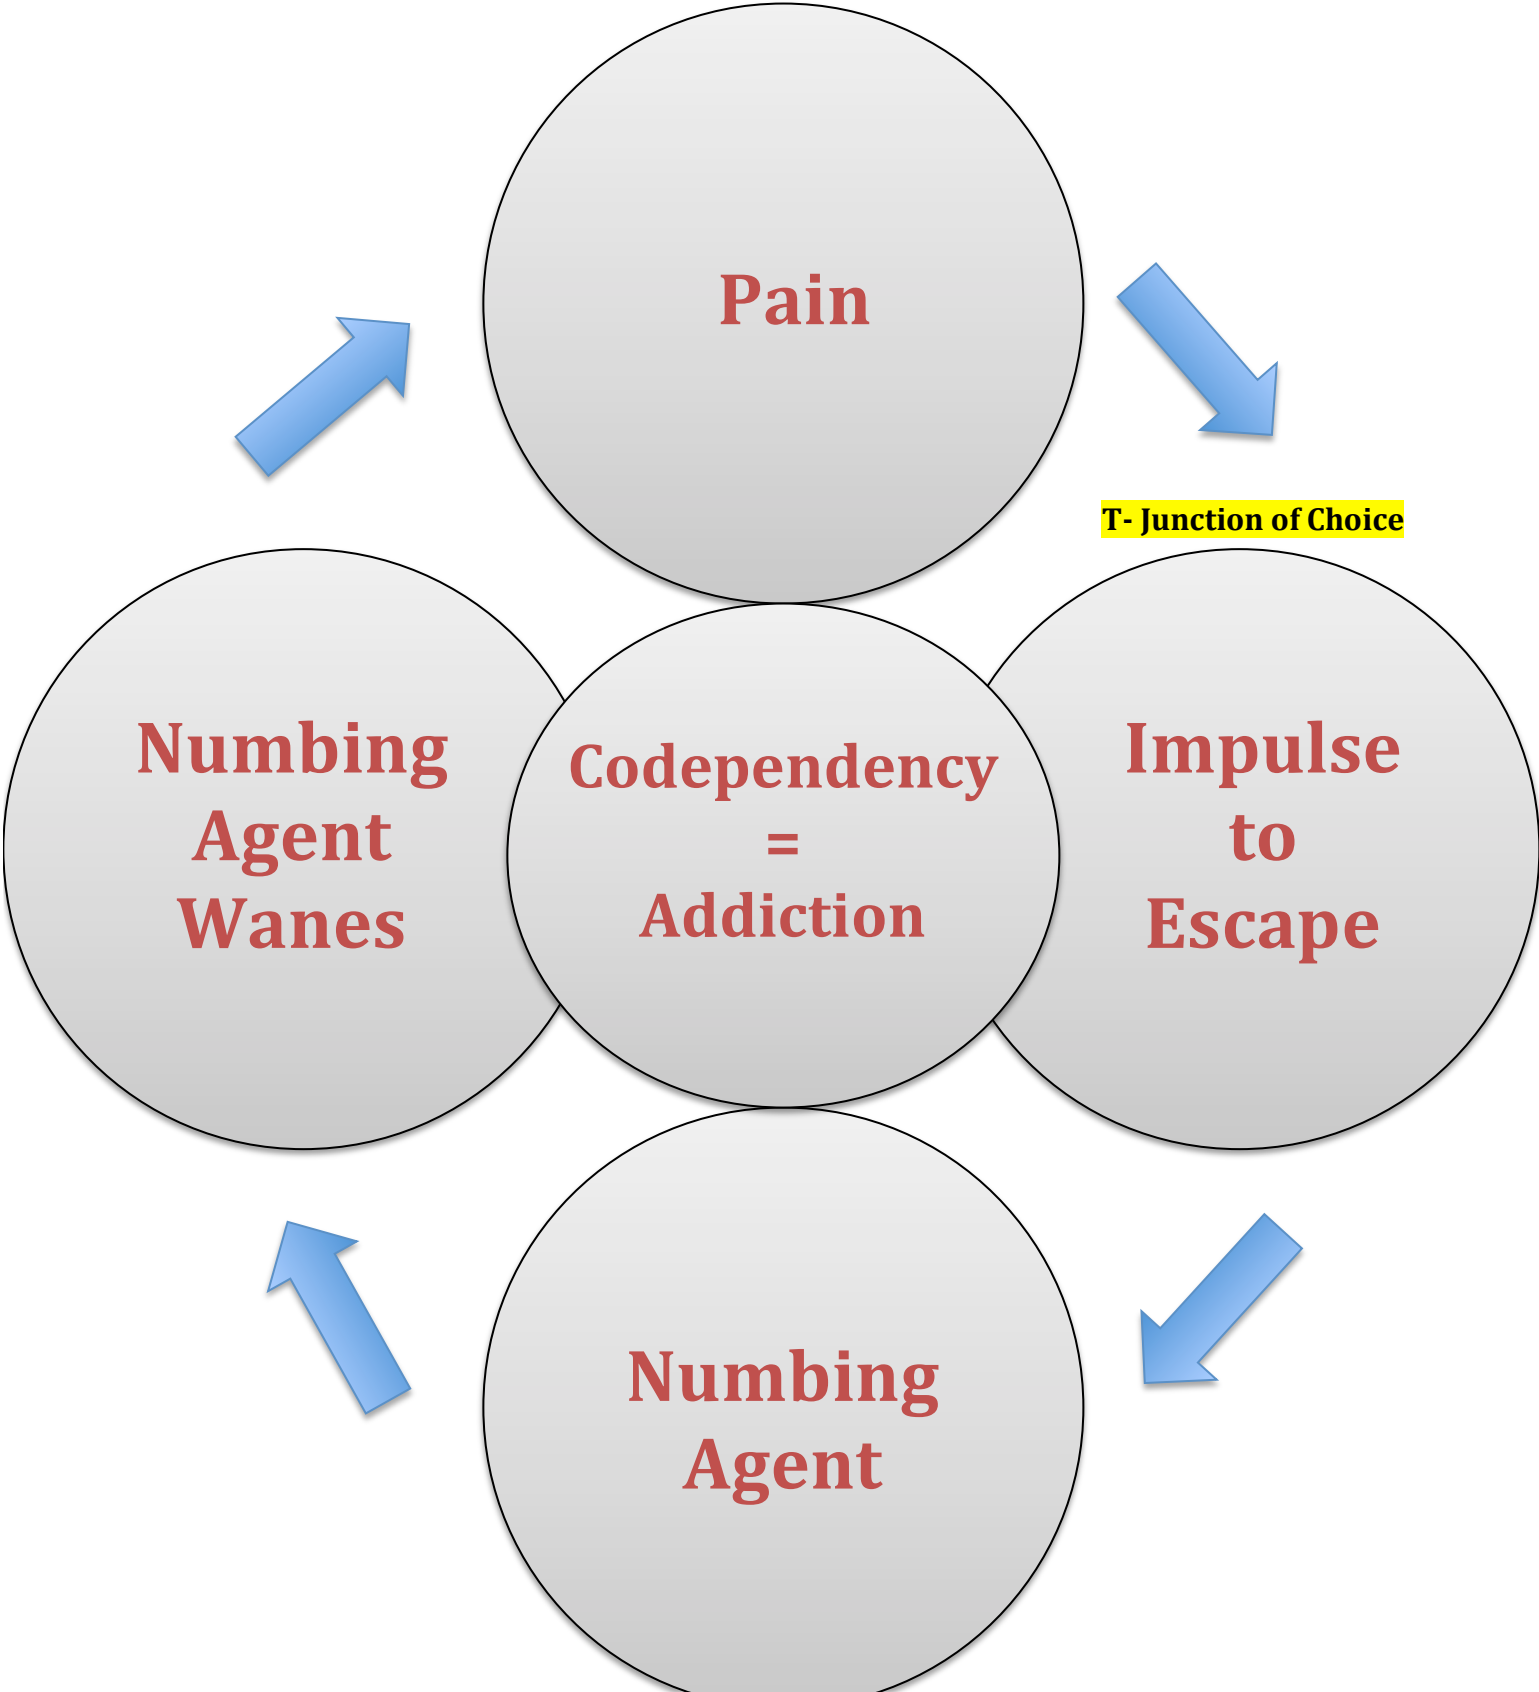 Pain
T- Junction of Choice
Numbing
Agent
Wanes
Codependency
=
Addiction
Impulse
to
Escape
Numbing
Agent